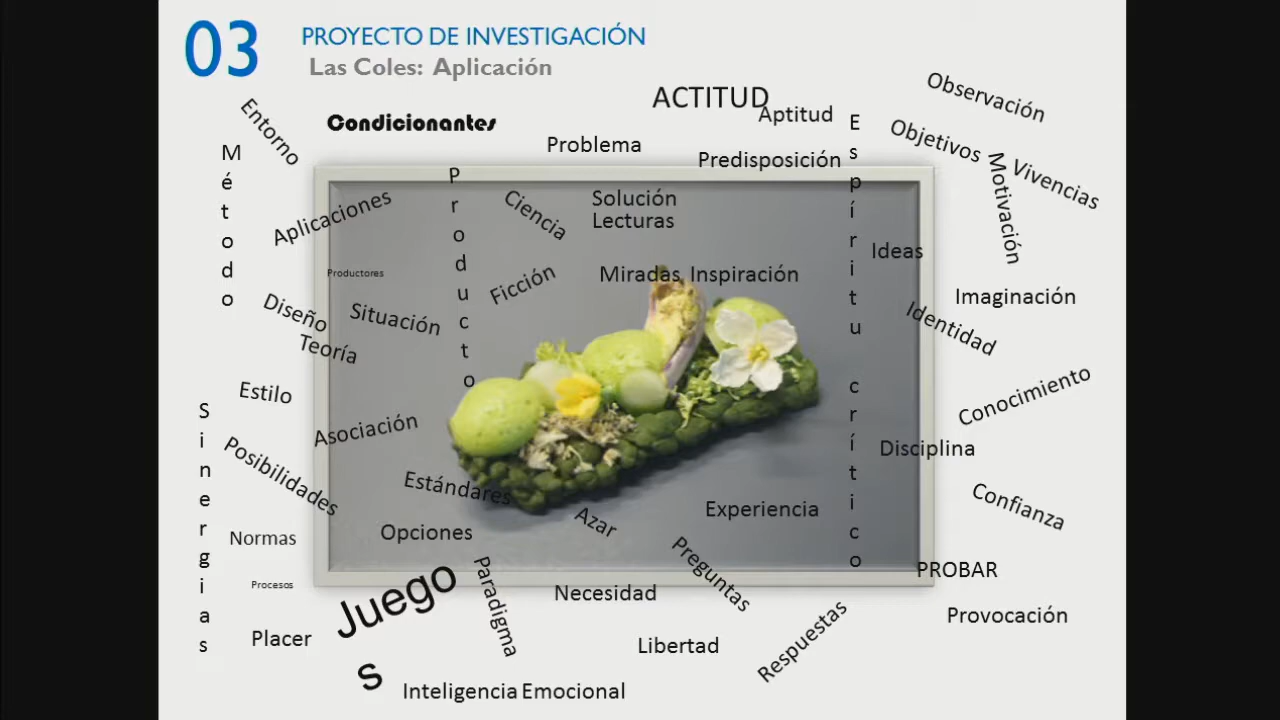 03
PROYECTO DE INVESTIGACIÓN
Las Coles: Aplicación
ACTITUD
Observación
Entorno
Condicionantes
Aptitud
Espíritu crítico
Objetivos
Problema
Predisposición
Método
Motivación
Vivencias
Producto
Aplicaciones
Ciencia
Solución
Lecturas
Ideas
Productores
Ficción
Miradas
Inspiración
Imaginación
Diseño
Situación
Identidad
Teoría
Estilo
Conocimiento
Sinergias
Asociación
Disciplina
Posibilidades
Estándares
Confianza
Azar
Experiencia
Normas
Opciones
Preguntas
PROBAR
Procesos
Juegos
Paradigma
Necesidad
Respuestas
Provocación
Placer
Libertad
Inteligencia Emocional